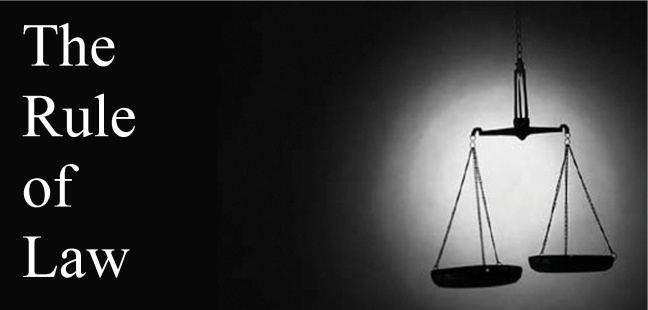 The
Rule
of
Law